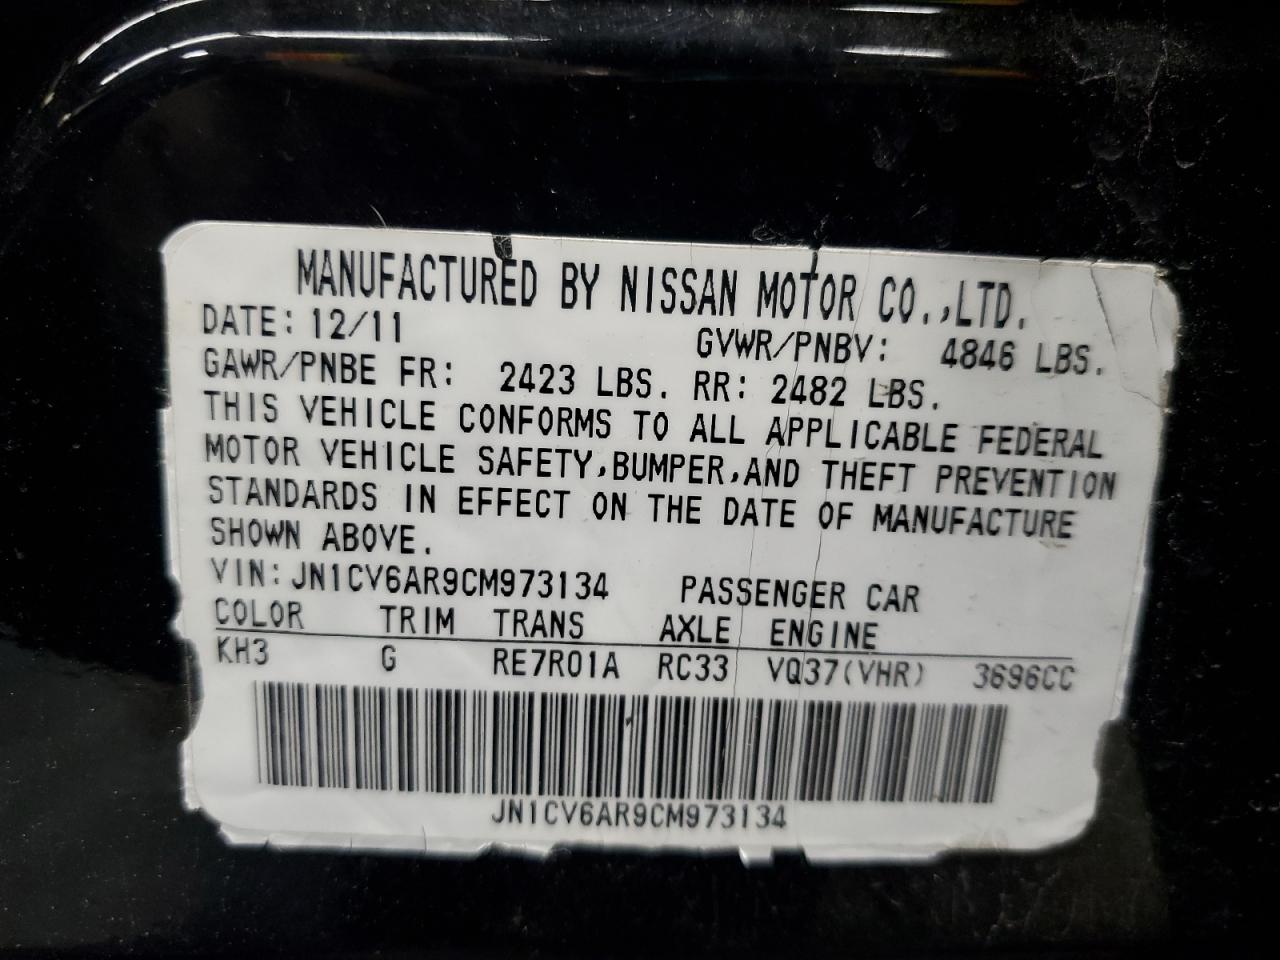 MANUFACTURED BY NISSAN MOTOR CO.,LTD.
DATE: 12/11 GVWR/PNBV: 4846 LBS.
GAWR/PNBE FR: 2423 LBS. RR: 2482 LBS.
THIS VEHICLE CONFORMS TO ALL APPLICABLE FEDERAL
MOTOR VEHICLE SAFETY,BUMPER,AND THEFT PREVENTION
STANDARDS IN EFFECT ON THE DATE OF MANUFACTURE
SHOWN ABOVE.
VIN: JN1CV6AR9CM973134 PASSENGER CAR
COLOR TRIM TRANS AXLE ENGINE
KH3 G RE7R01A RC33 VQ37(VHR) 3696CC
JN1CV6AR9CM973134